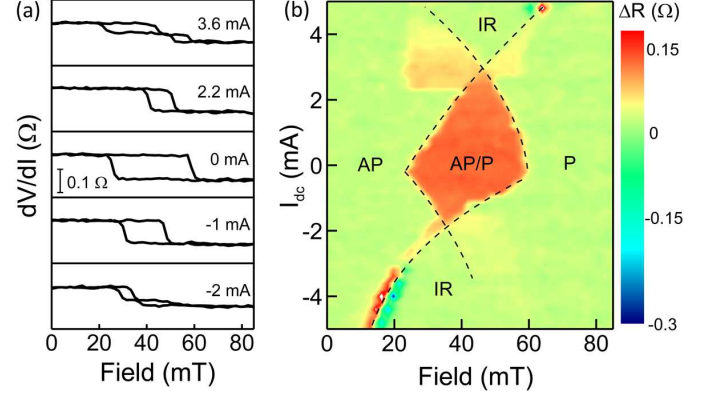 (a)
3.6 mA
2.2 mA
0 mA
0.1 Ω
-1 mA
-2 mA
dV/dI (Ω)
0 20 40 60 80
Field (mT)
(b)
IR
AP
AP/P
P
IR
4
2
0
-2
-4
I_dc (mA)
0 20 40 60 80
Field (mT)
ΔR (Ω)
0.15
0
-0.15
-0.3